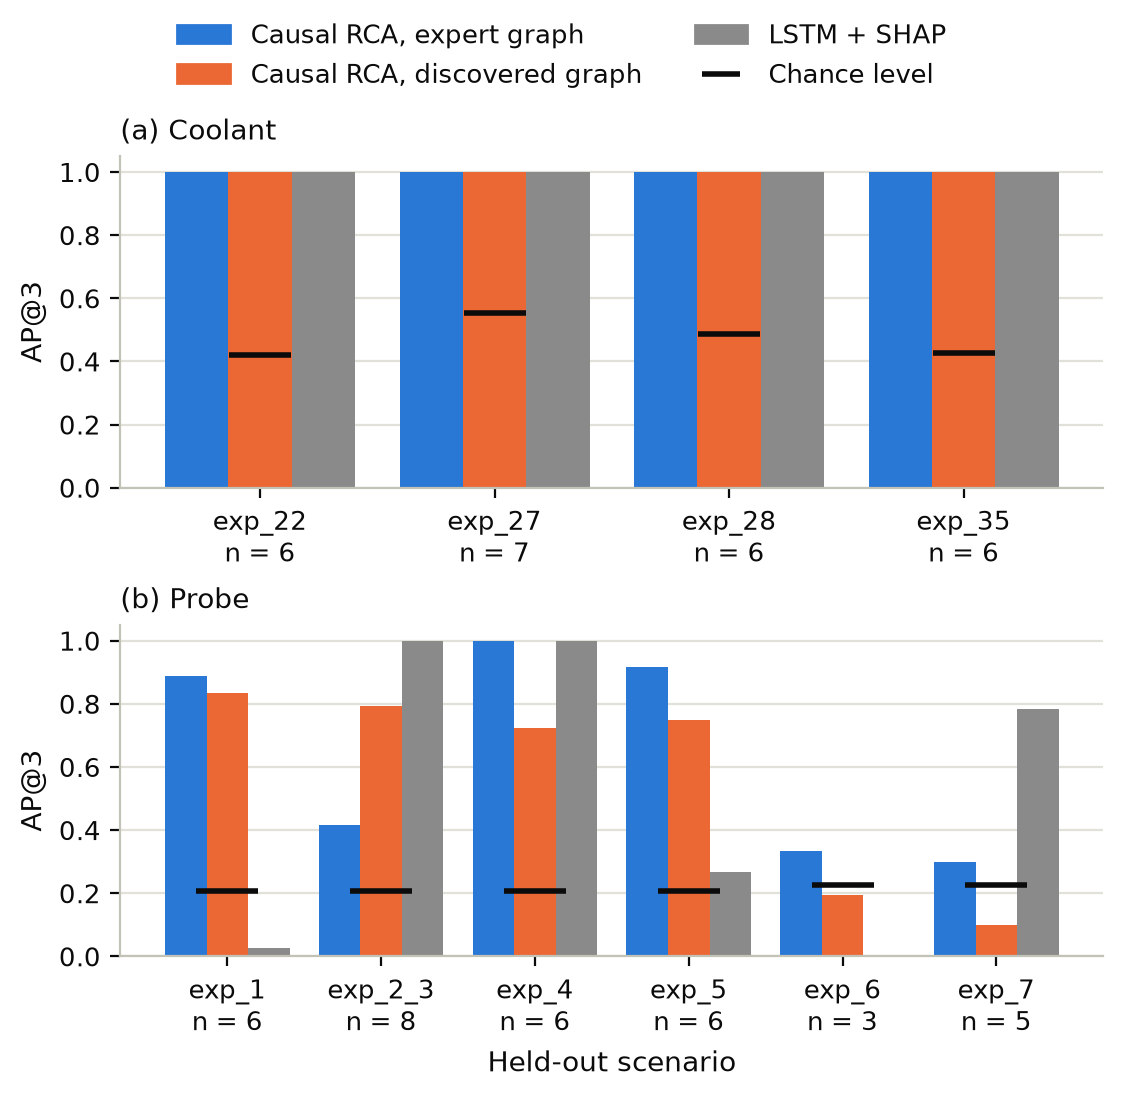 Causal RCA, expert graph
Causal RCA, discovered graph
LSTM + SHAP
Chance level
(a) Coolant
1.0
0.8
0.6
0.4
0.2
0.0
AP@3
exp_22
n = 6
exp_27
n = 7
exp_28
n = 6
exp_35
n = 6
(b) Probe
1.0
0.8
0.6
0.4
0.2
0.0
AP@3
exp_1
n = 6
exp_2_3
n = 8
exp_4
n = 6
exp_5
n = 6
exp_6
n = 3
exp_7
n = 5
Held-out scenario